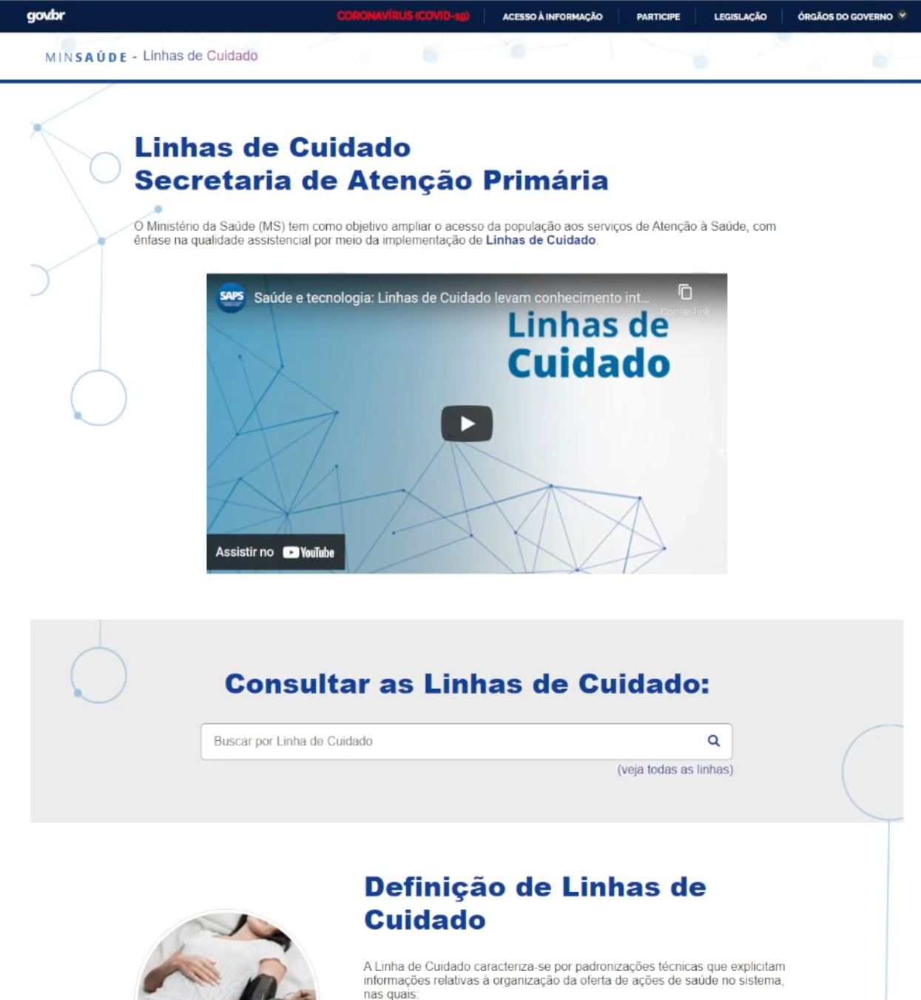 gov.br
CORONAVÍRUS (COVID-19)
ACESSO À INFORMAÇÃO
PARTICIPE
LEGISLAÇÃO
ÓRGÃOS DO GOVERNO
MINSAÚDE - Linhas de Cuidado
Linhas de Cuidado
Secretaria de Atenção Primária
O Ministério da Saúde (MS) tem como objetivo ampliar o acesso da população aos serviços de Atenção à Saúde, com
ênfase na qualidade assistencial por meio da implementação de Linhas de Cuidado.
SAPS
Saúde e tecnologia: Linhas de Cuidado levam conhecimento int...
Copiar link
Linhas de
Cuidado
Assistir no YouTube
Consultar as Linhas de Cuidado:
Buscar por Linha de Cuidado
(veja todas as linhas)
Definição de Linhas de
Cuidado
A Linha de Cuidado caracteriza-se por padronizações técnicas que explicitam
informações relativas à organização da oferta de ações de saúde no sistema,
nas quais: